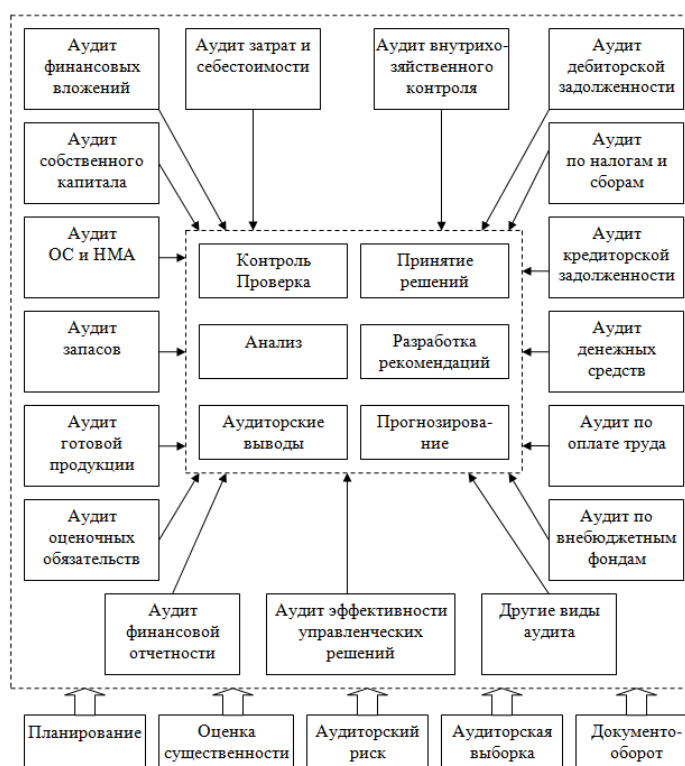 Аудит
финансовых
вложений
Аудит затрат и
себестоимости
Аудит внутрихо-
зяйственного
контроля
Аудит
дебиторской
задолженности
Аудит
собственного
капитала
Аудит
по налогам и
сборам
Аудит
ОС и НМА
Контроль
Проверка
Принятие
решений
Аудит
кредиторской
задолженности
Аудит
запасов
Анализ
Разработка
рекомендаций
Аудит
денежных
средств
Аудит
готовой
продукции
Аудиторские
выводы
Прогнозирова-
ние
Аудит по
оплате труда
Аудит
оценочных
обязательств
Аудит по
внебюджетным
фондам
Аудит
финансовой
отчетности
Аудит эффективности
управленческих
решений
Другие виды
аудита
Планирование
Оценка
существенности
Аудиторский
риск
Аудиторская
выборка
Документо-
оборот